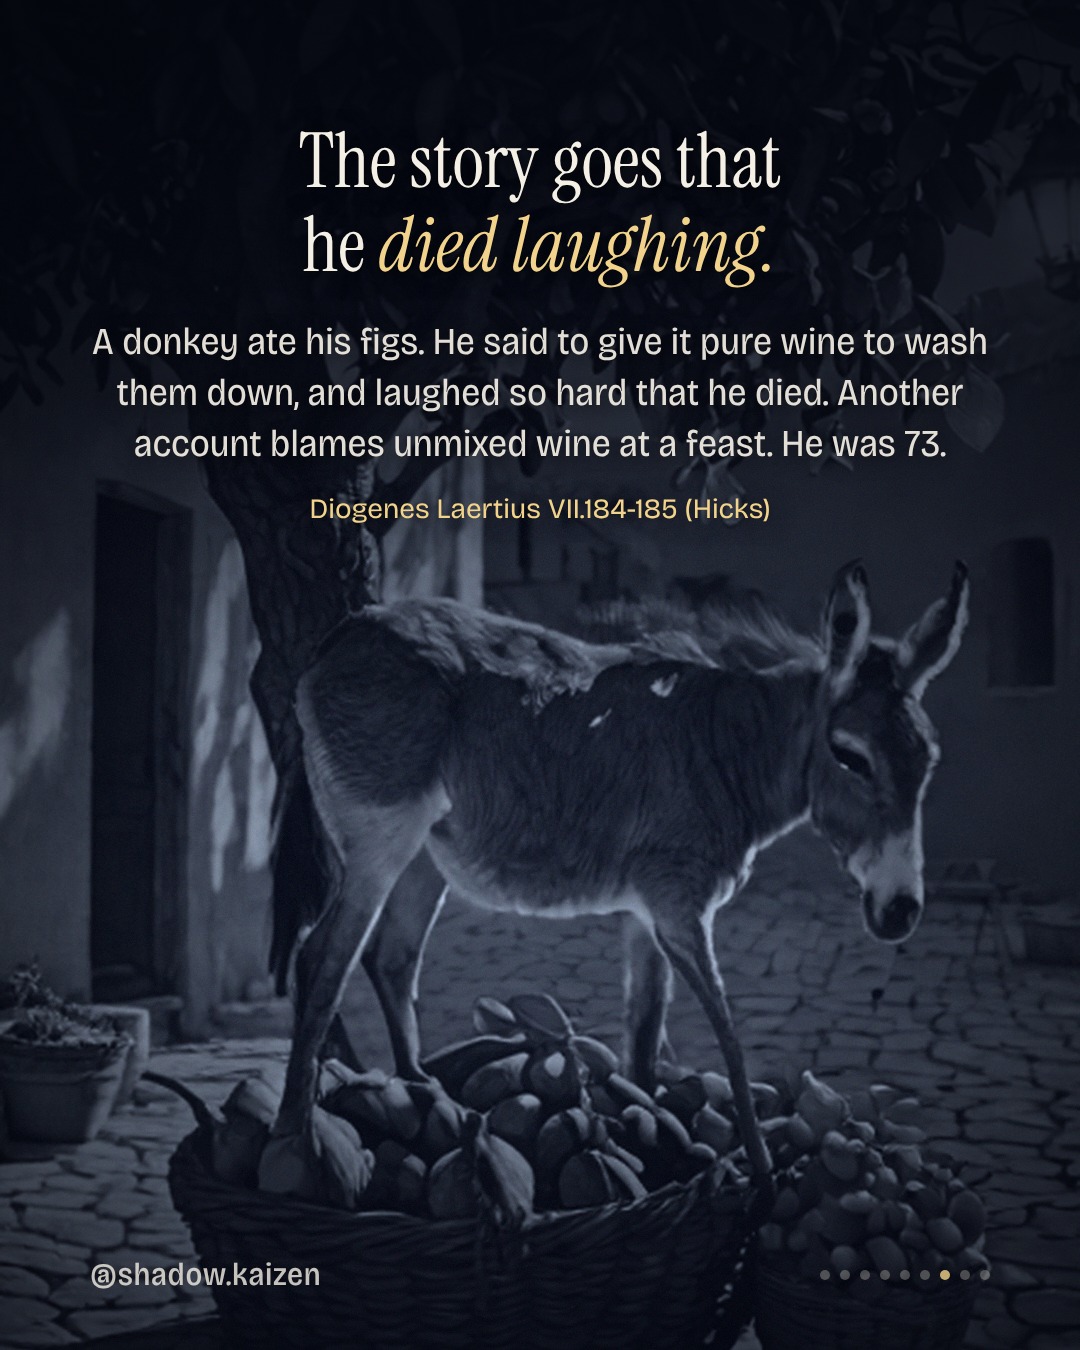 The story goes that
he died laughing.
A donkey ate his figs. He said to give it pure wine to wash
them down, and laughed so hard that he died. Another
account blames unmixed wine at a feast. He was 73.
Diogenes Laertius VII.184-185 (Hicks)
@shadow.kaizen